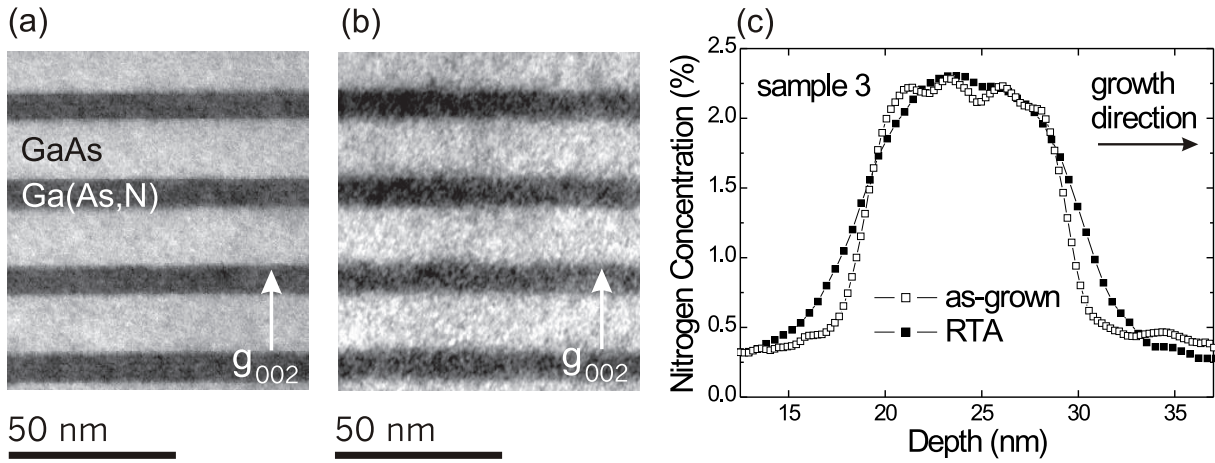 (a)
GaAs
Ga(As,N)
g002
50 nm
(b)
g002
50 nm
(c)
Nitrogen Concentration (%)
2.5
2.0
1.5
1.0
0.5
0.0
sample 3
growth
direction
as-grown
RTA
15 20 25 30 35
Depth (nm)